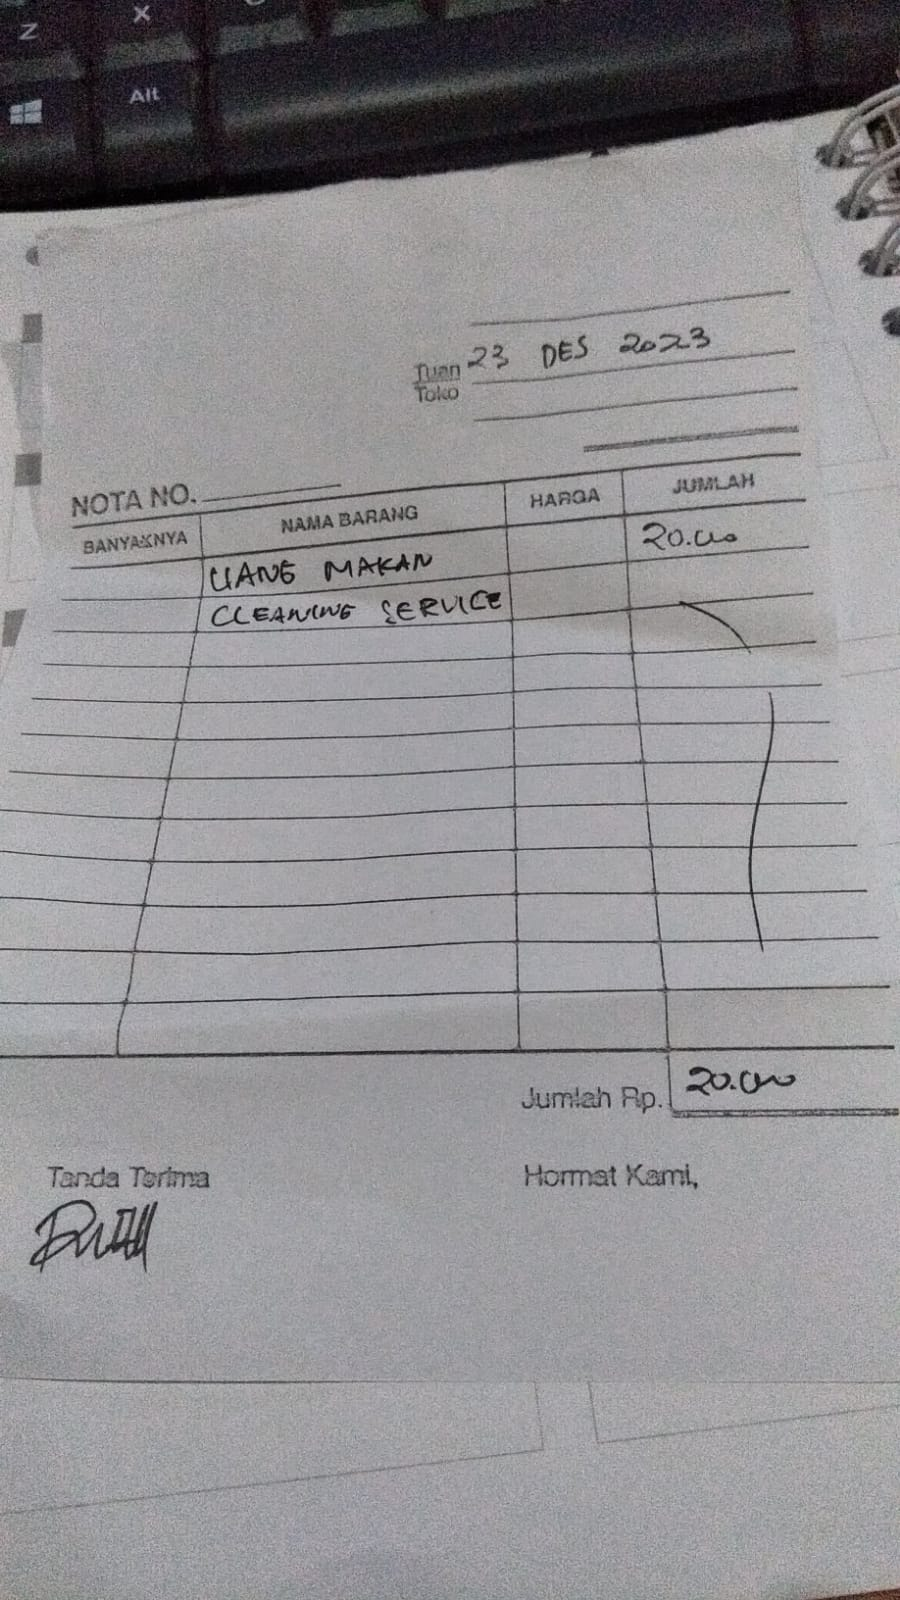 Z X
Alt
23 DES 2023
Tuan
Toko
NOTA NO.
BANYAKNYA NAMA BARANG HARGA JUMLAH
UANG MAKAN 20.000
CLEANING SERVICE
Jumlah Rp. 20.000
Tanda Terima Hormat Kami,